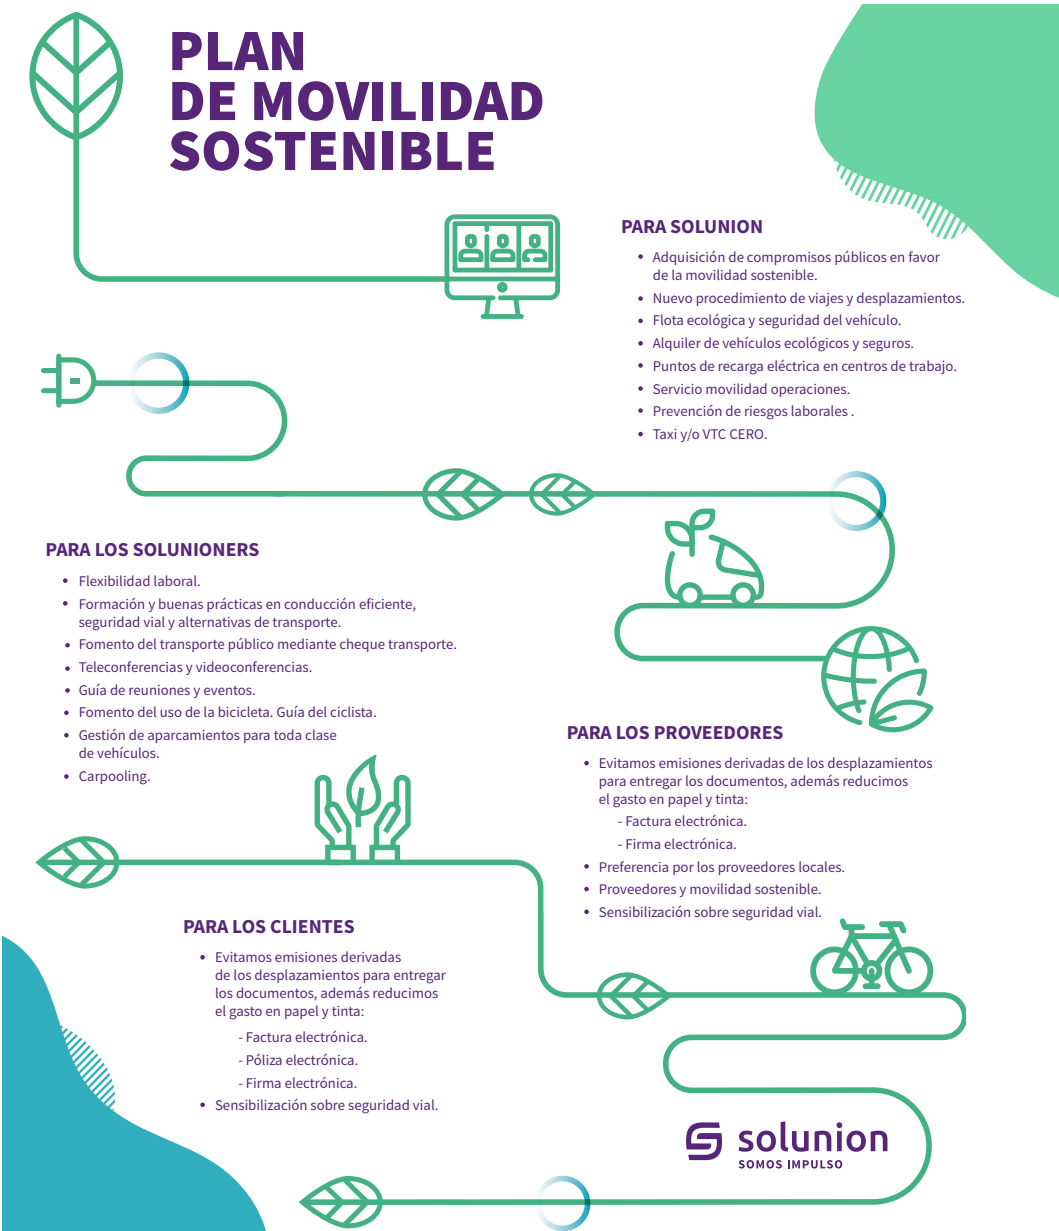 PLAN
DE MOVILIDAD
SOSTENIBLE
PARA SOLUNION
• Adquisición de compromisos públicos en favor
de la movilidad sostenible.
• Nuevo procedimiento de viajes y desplazamientos.
• Flota ecológica y seguridad del vehículo.
• Alquiler de vehículos ecológicos y seguros.
• Puntos de recarga eléctrica en centros de trabajo.
• Servicio movilidad operaciones.
• Prevención de riesgos laborales .
• Taxi y/o VTC CERO.
PARA LOS SOLUNIONERS
• Flexibilidad laboral.
• Formación y buenas prácticas en conducción eficiente,
seguridad vial y alternativas de transporte.
• Fomento del transporte público mediante cheque transporte.
• Teleconferencias y videoconferencias.
• Guía de reuniones y eventos.
• Fomento del uso de la bicicleta. Guía del ciclista.
• Gestión de aparcamientos para toda clase
de vehículos.
• Carpooling.
PARA LOS PROVEEDORES
• Evitamos emisiones derivadas de los desplazamientos
para entregar los documentos, además reducimos
el gasto en papel y tinta:
- Factura electrónica.
- Firma electrónica.
• Preferencia por los proveedores locales.
• Proveedores y movilidad sostenible.
• Sensibilización sobre seguridad vial.
PARA LOS CLIENTES
• Evitamos emisiones derivadas
de los desplazamientos para entregar
los documentos, además reducimos
el gasto en papel y tinta:
- Factura electrónica.
- Póliza electrónica.
- Firma electrónica.
• Sensibilización sobre seguridad vial.
solunion
SOMOS IMPULSO